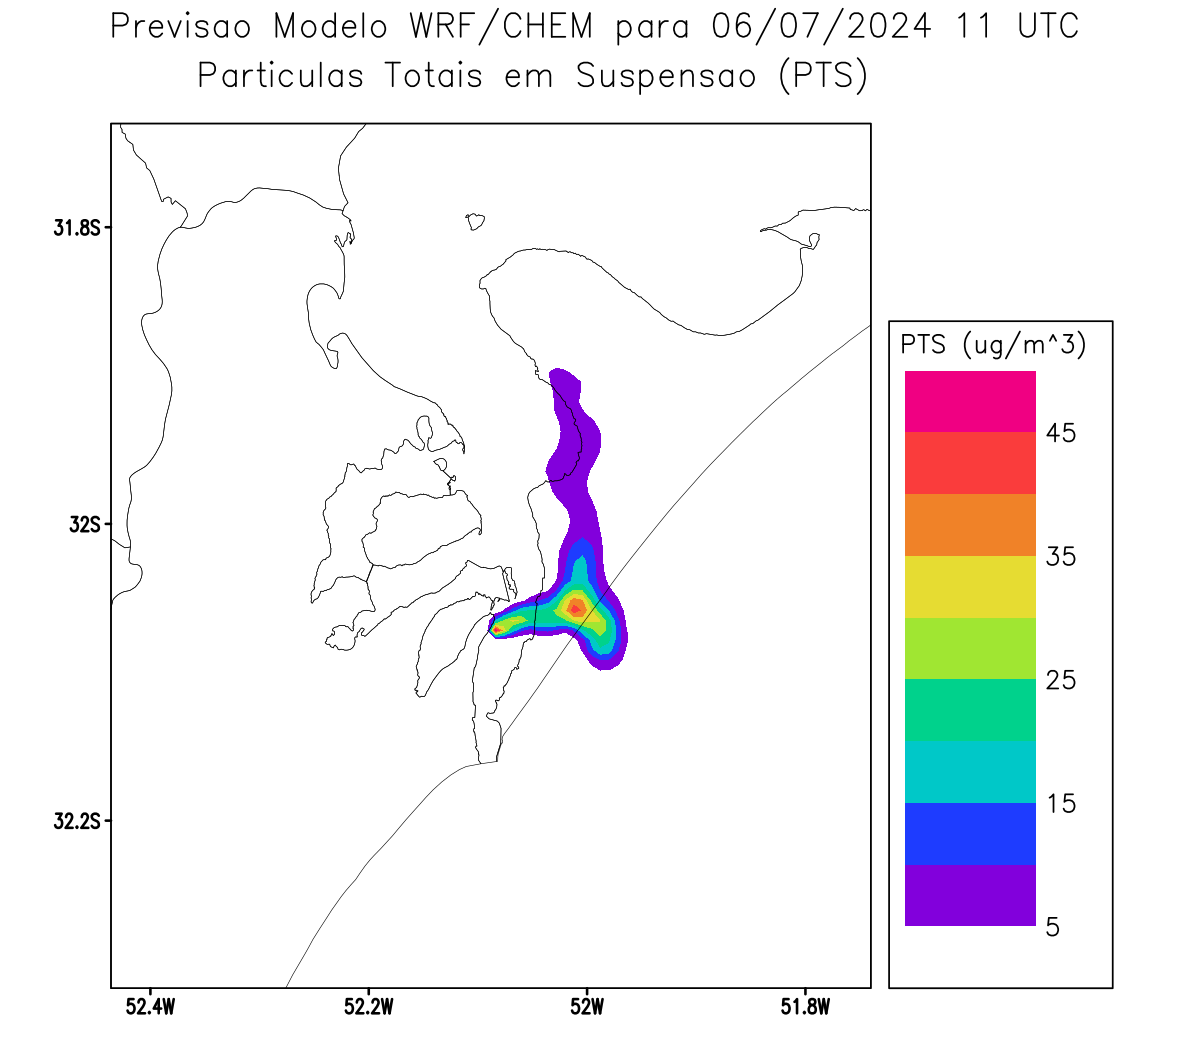 Previsao Modelo WRF/CHEM para 06/07/2024 11 UTC
Particulas Totais em Suspensao (PTS)
31.8S
32S
32.2S
52.4W
52.2W
52W
51.8W
PTS (ug/m^3)
45
35
25
15
5